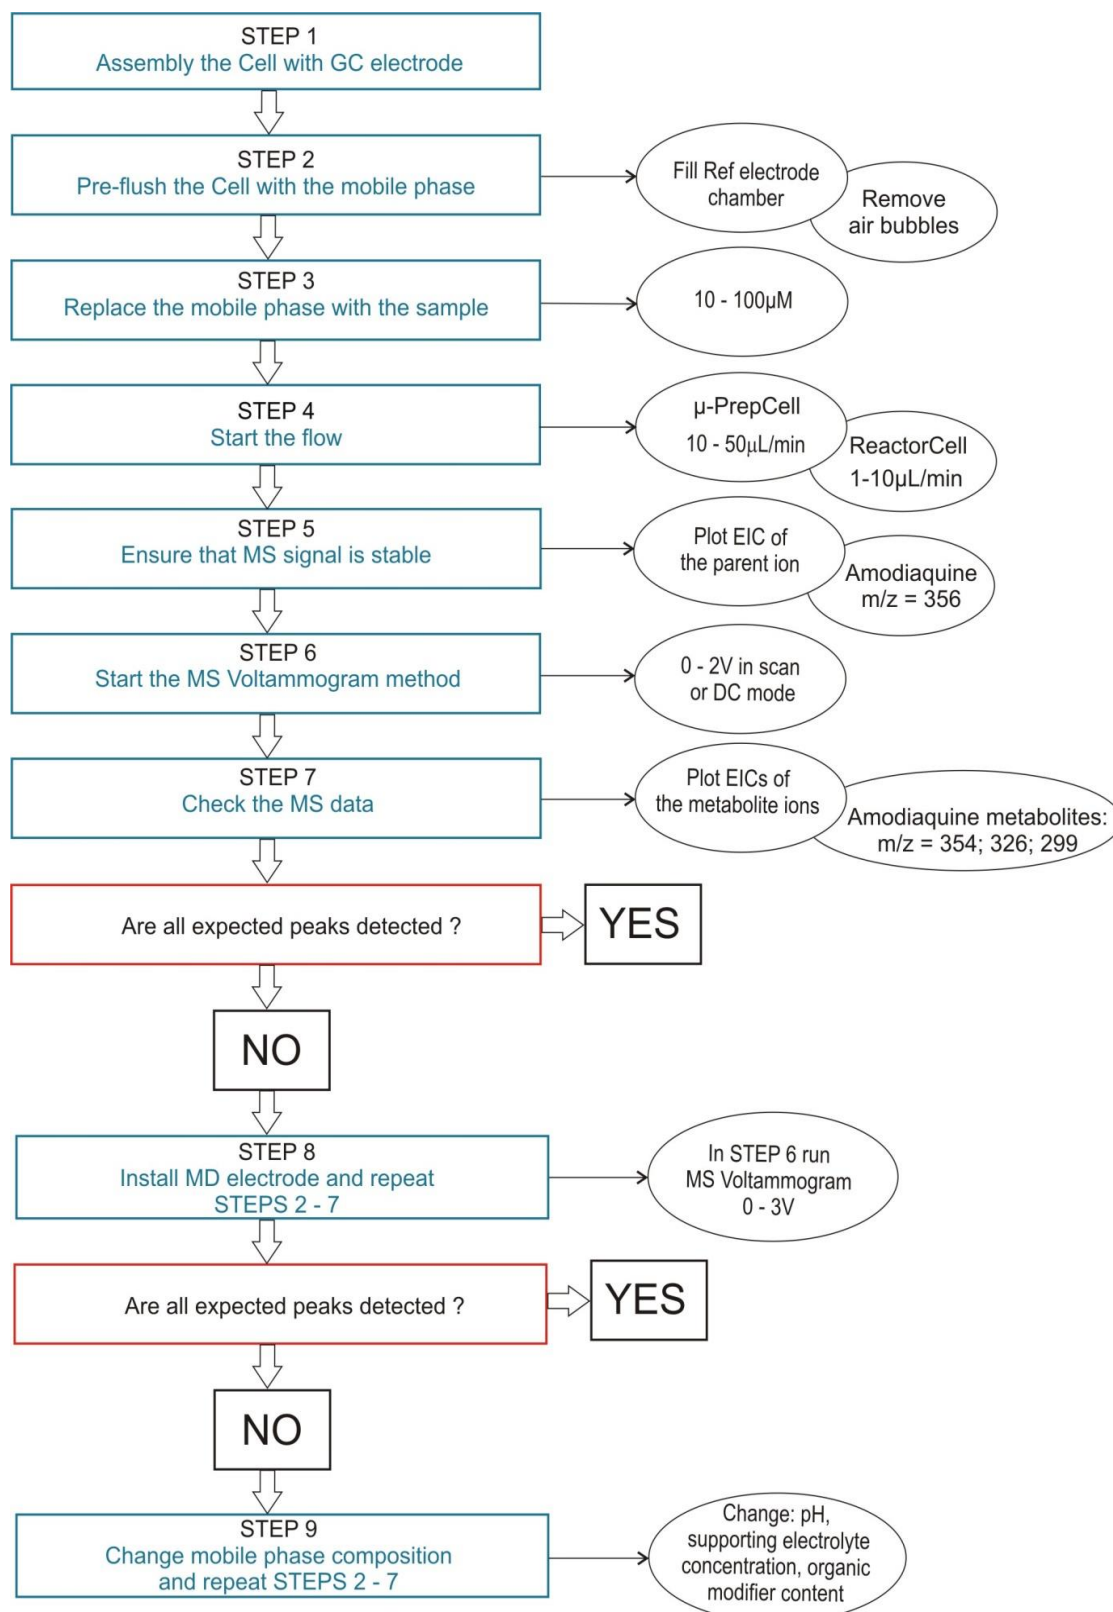 STEP 1
Assembly the Cell with GC electrode
STEP 2
Pre-flush the Cell with the mobile phase
Fill Ref electrode
chamber
Remove
air bubbles
STEP 3
Replace the mobile phase with the sample
10 - 100µM
STEP 4
Start the flow
µ-PrepCell
10 - 50µL/min
ReactorCell
1-10µL/min
STEP 5
Ensure that MS signal is stable
Plot EIC of
the parent ion
Amodiaquine
m/z = 356
STEP 6
Start the MS Voltammogram method
0 - 2V in scan
or DC mode
STEP 7
Check the MS data
Plot EICs of
the metabolite ions
Amodiaquine metabolites:
m/z = 354; 326; 299
Are all expected peaks detected ?
YES
NO
STEP 8
Install MD electrode and repeat
STEPS 2 - 7
In STEP 6 run
MS Voltammogram
0 - 3V
Are all expected peaks detected ?
YES
NO
STEP 9
Change mobile phase composition
and repeat STEPS 2 - 7
Change: pH,
supporting electrolyte
concentration, organic
modifier content